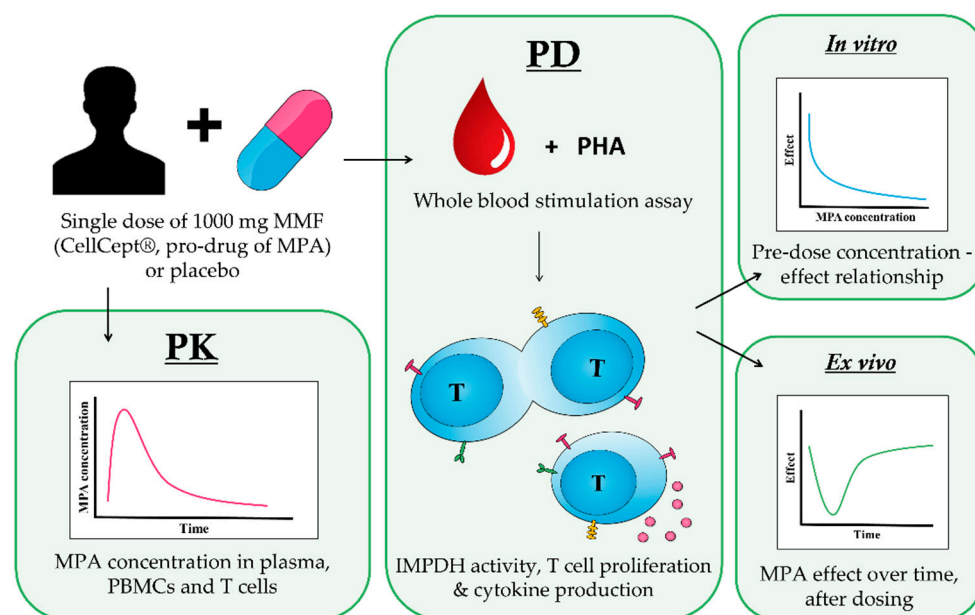 +
Single dose of 1000 mg MMF
(CellCept®, pro-drug of MPA)
or placebo
PK
MPA concentration
Time
MPA concentration in plasma,
PBMCs and T cells
PD
+ PHA
Whole blood stimulation assay
T
T
T
IMPDH activity, T cell proliferation
& cytokine production
In vitro
Effect
MPA concentration
Pre-dose concentration -
effect relationship
Ex vivo
Effect
Time
MPA effect over time,
after dosing